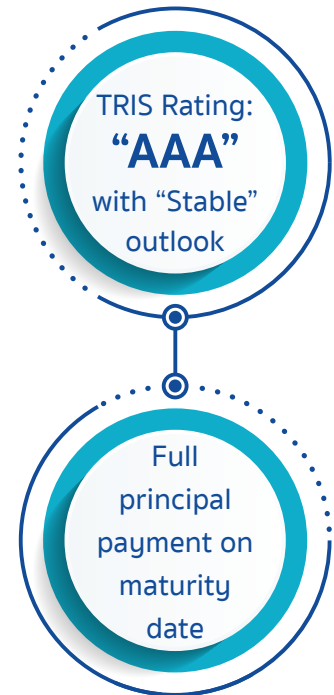 TRIS Rating:
“AAA”
with “Stable”
outlook
Full
principal
payment on
maturity
date